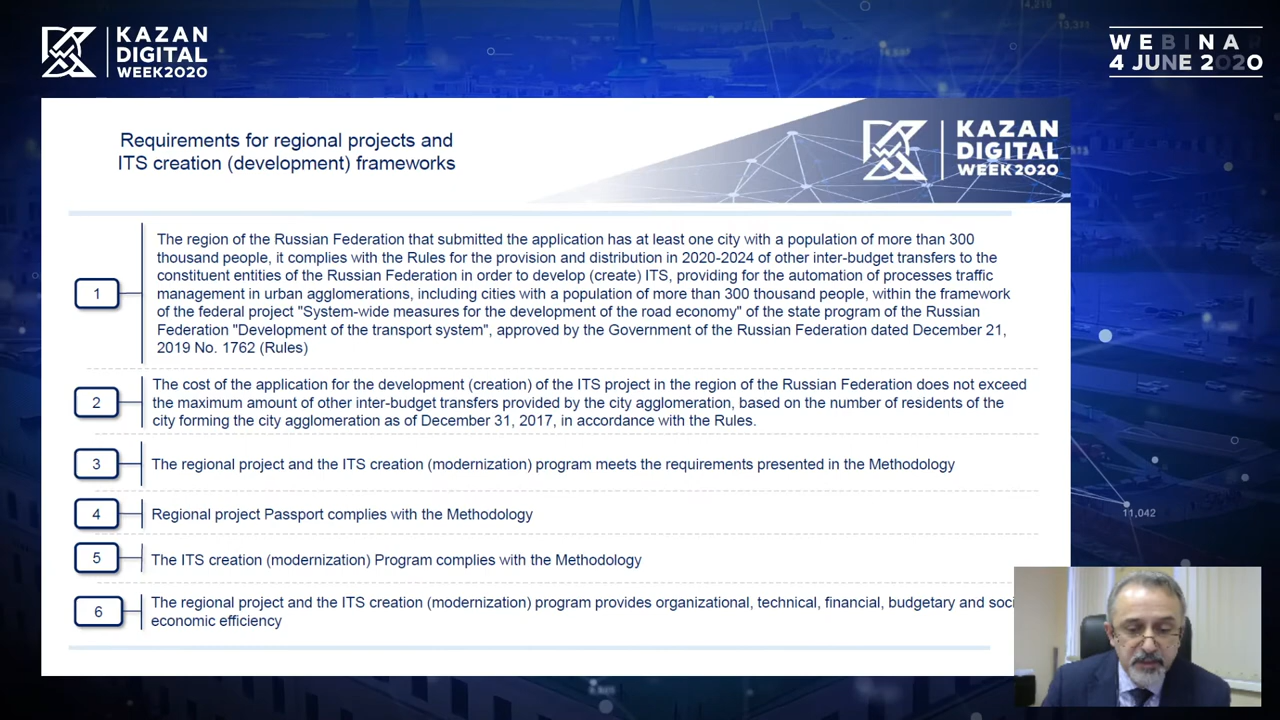 KAZAN
DIGITAL
WEEK2020
WEBINAR
4 JUNE 2020
Requirements for regional projects and
ITS creation (development) frameworks
KAZAN
DIGITAL
WEEK2020
1
The region of the Russian Federation that submitted the application has at least one city with a population of more than 300
thousand people, it complies with the Rules for the provision and distribution in 2020-2024 of other inter-budget transfers to the
constituent entities of the Russian Federation in order to develop (create) ITS, providing for the automation of processes traffic
management in urban agglomerations, including cities with a population of more than 300 thousand people, within the framework
of the federal project "System-wide measures for the development of the road economy" of the state program of the Russian
Federation "Development of the transport system", approved by the Government of the Russian Federation dated December 21,
2019 No. 1762 (Rules)
2
The cost of the application for the development (creation) of the ITS project in the region of the Russian Federation does not exceed
the maximum amount of other inter-budget transfers provided by the city agglomeration, based on the number of residents of the
city forming the city agglomeration as of December 31, 2017, in accordance with the Rules.
3
The regional project and the ITS creation (modernization) program meets the requirements presented in the Methodology
4
Regional project Passport complies with the Methodology
5
The ITS creation (modernization) Program complies with the Methodology
6
The regional project and the ITS creation (modernization) program provides organizational, technical, financial, budgetary and soci
economic efficiency
11,042